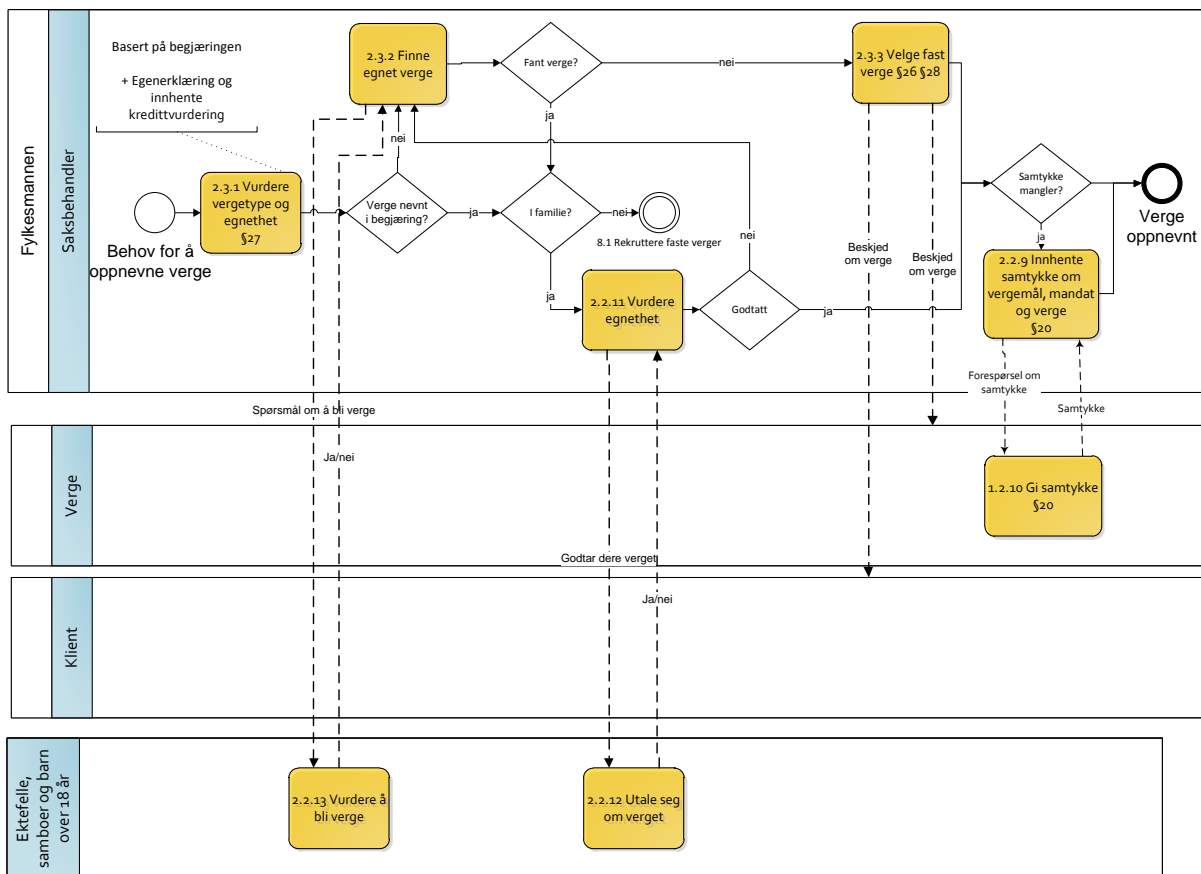 Fylkesmannen
Saksbehandler
Basert på begjæringen
+ Egenerklæring og
innhente
kredittvurdering
2.3.2 Finne
egnet verge
Fant verge?
nei
2.3.3 Velge fast
verge §26 §28
ja
nei
Behov for å
oppnevne verge
2.3.1 Vurdere
vergetype og
egnethet
§27
Verge nevnt
i begjæring?
ja
I familie?
nei
8.1 Rekruttere faste verger
nei
Samtykke
mangler?
Verge
oppnevnt
ja
Beskjed
om verge
Beskjed
om verge
ja
2.2.11 Vurdere
egnethet
Godtatt
ja
2.2.9 Innhente
samtykke om
vergemål, mandat
og verge
§20
Forespørsel om
samtykke
Samtykke
Spørsmål om å bli verge
Ja/nei
Verge
1.2.10 Gi samtykke
§20
Godtar dere verget
Ja/nei
Klient
Ektefelle,
samboer og barn
over 18 år
2.2.13 Vurdere å
bli verge
2.2.12 Utale seg
om verget